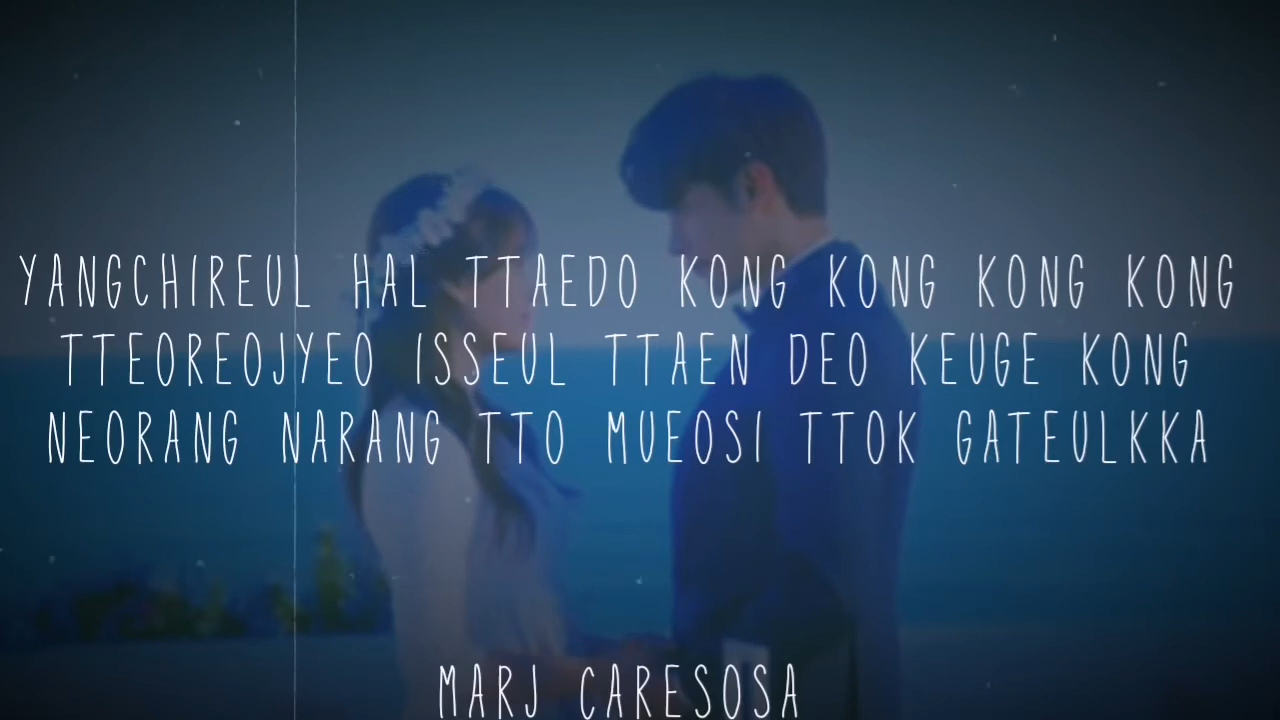 YANGCHIREUL HAL TTAEDO KONG KONG KONG KONG
TTEOREOJYEO ISSEUL TTAEN DEO KEUGE KONG
NEORANG NARANG TTO MUEOSI TTOK GATEULKKA
MARJ CARESOSA